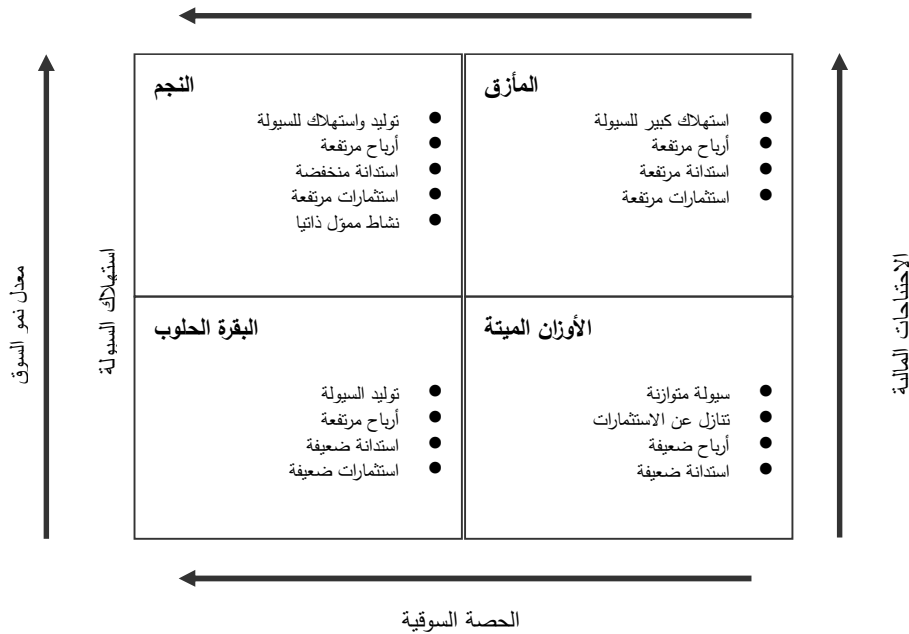 المأزق
استهلاك كبير للسيولة
أرباح مرتفعة
استدانة مرتفعة
استثمارات مرتفعة
النجم
توليد واستهلاك للسيولة
أرباح مرتفعة
استدانة منخفضة
استثمارات مرتفعة
نشاط مموّل ذاتيا
الأوزان الميتة
سيولة متوازنة
تنازل عن الاستثمارات
أرباح ضعيفة
استدانة ضعيفة
البقرة الحلوب
توليد السيولة
أرباح مرتفعة
استدانة ضعيفة
استثمارات ضعيفة
الاحتياجات المالية
استهلاك السيولة
معدل نمو السوق
الحصة السوقية